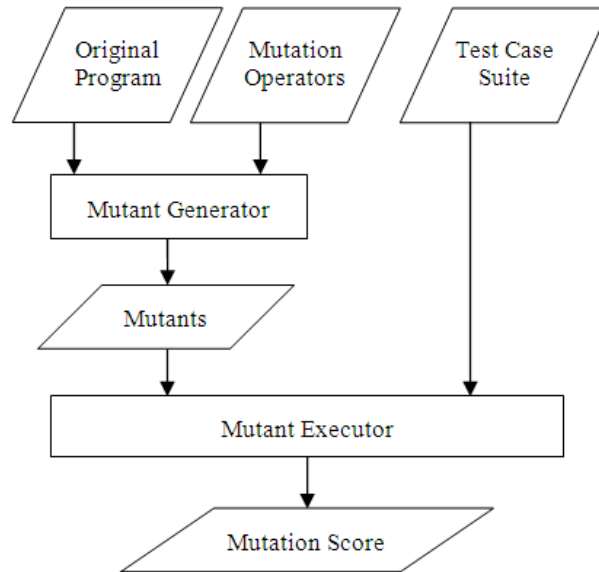 Original
Program
Mutation
Operators
Test Case
Suite
Mutant Generator
Mutants
Mutant Executor
Mutation Score